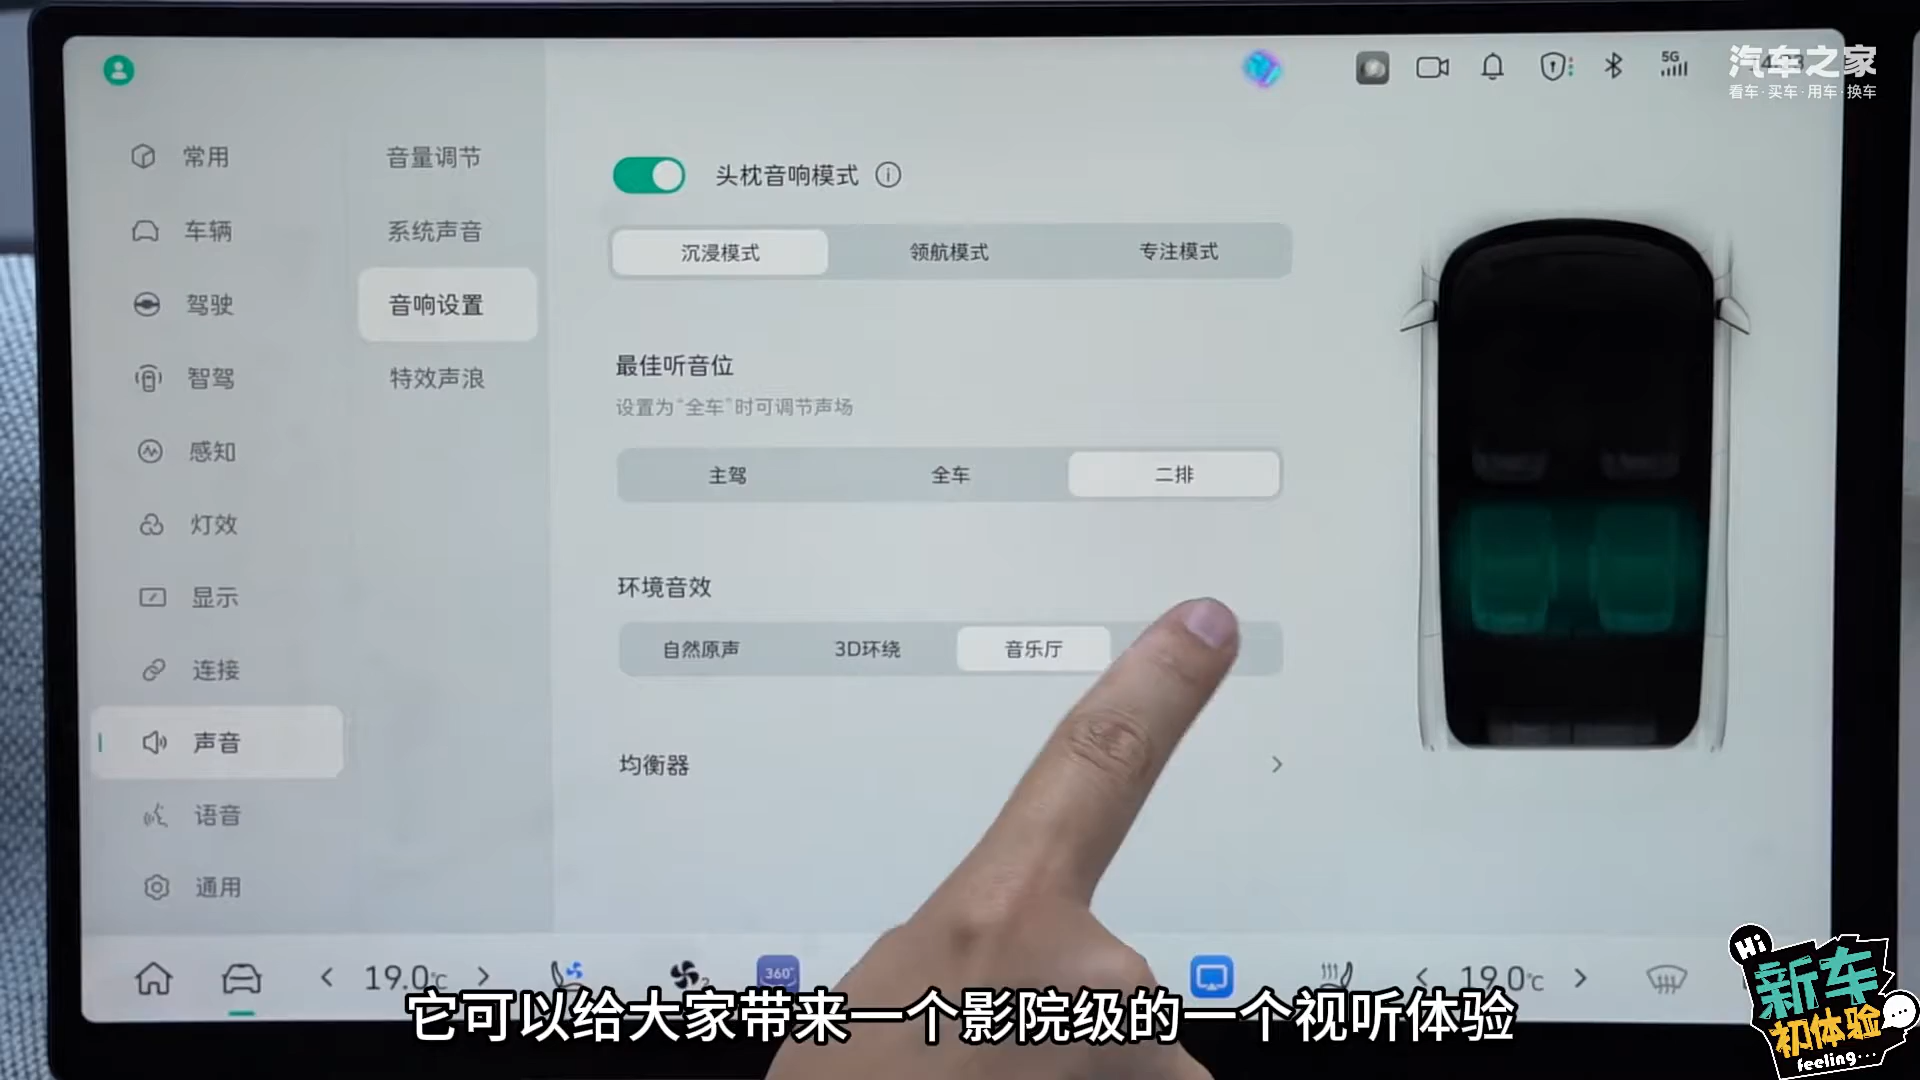 5G
汽车之家
看车·买车·用车·换车
常用
车辆
驾驶
智驾
感知
灯效
显示
连接
声音
语音
通用
音量调节
系统声音
音响设置
特效声浪
头枕音响模式
沉浸模式 领航模式 专注模式
最佳听音位
设置为“全车”时可调节声场
主驾 全车 二排
环境音效
自然原声 3D环绕 音乐厅
均衡器
19.0℃ 2 360° 19.0℃
它可以给大家带来一个影院级的一个视听体验
Hi
新车
初体验
feeling...